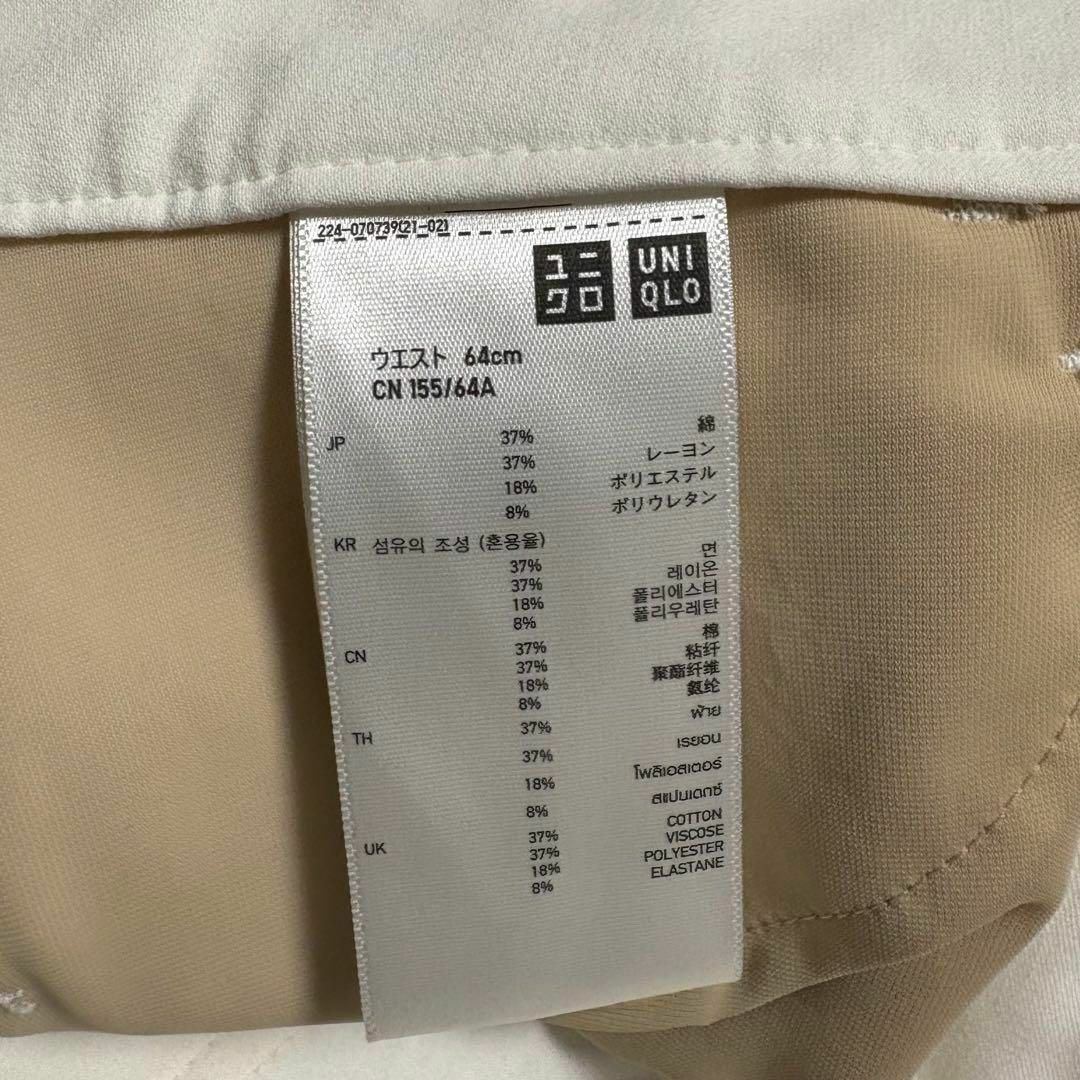 224-070739(21-02)
ユニクロ
UNIQLO
ウエスト 64cm
CN 155/64A
JP 37% 綿
37% レーヨン
18% ポリエステル
8% ポリウレタン
KR 섬유의 조성 (혼용율)
37% 면
37% 레이온
18% 폴리에스터
8% 폴리우레탄
CN 37% 棉
37% 粘纤
18% 聚酯纤维
8% 氨纶
TH 37% ฝ้าย
37% เรยอน
18% โพลิเอสเตอร์
8% สแปนเดกซ์
UK 37% COTTON
37% VISCOSE
18% POLYESTER
8% ELASTANE